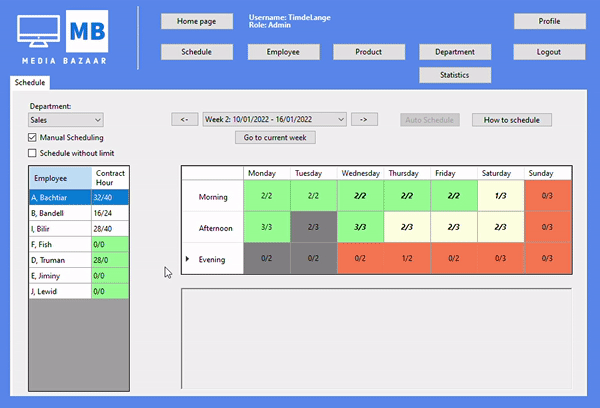 MB
MEDIA BAZAAR
Home page
Username: TimdeLange
Role: Admin
Profile
Schedule
Employee
Product
Department
Logout
Statistics
Schedule
Department:
Sales
<-
Week 2: 10/01/2022 - 16/01/2022
->
Auto Schedule
How to schedule
Manual Scheduling
Go to current week
Schedule without limit
Employee Contract Hour
A, Bachtiar 32/40
B, Bandell 16/24
I, Bilir 28/40
F, Fish 0/0
D, Truman 28/0
E, Jiminy 0/0
J, Lewid 0/0
Monday Tuesday Wednesday Thursday Friday Saturday Sunday
Morning 2/2 2/2 2/2 2/2 2/2 1/3 0/3
Afternoon 3/3 2/3 3/3 2/3 2/3 2/3 0/3
Evening 0/2 0/2 0/2 1/2 0/2 0/3 0/3